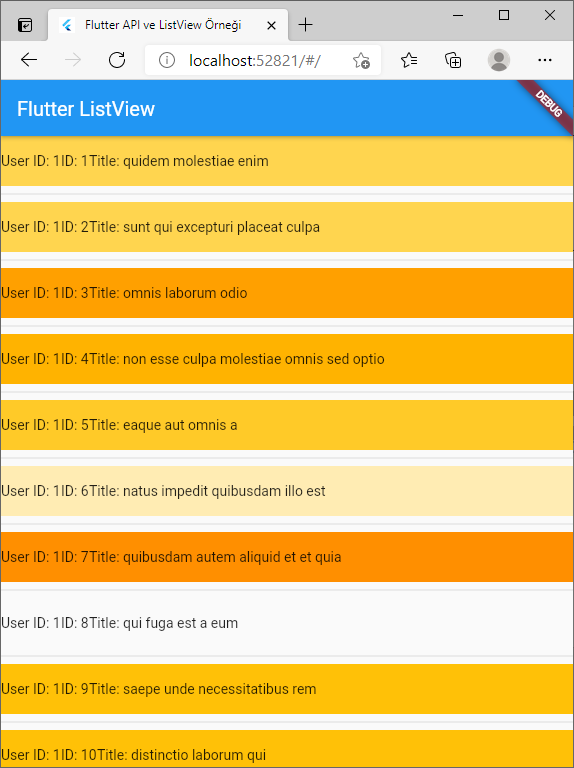 Flutter API ve ListView Örneği
localhost:52821/#/
Flutter ListView
DEBUG
User ID: 1ID: 1Title: quidem molestiae enim
User ID: 1ID: 2Title: sunt qui excepturi placeat culpa
User ID: 1ID: 3Title: omnis laborum odio
User ID: 1ID: 4Title: non esse culpa molestiae omnis sed optio
User ID: 1ID: 5Title: eaque aut omnis a
User ID: 1ID: 6Title: natus impedit quibusdam illo est
User ID: 1ID: 7Title: quibusdam autem aliquid et et quia
User ID: 1ID: 8Title: qui fuga est a eum
User ID: 1ID: 9Title: saepe unde necessitatibus rem
User ID: 1ID: 10Title: distinctio laborum qui